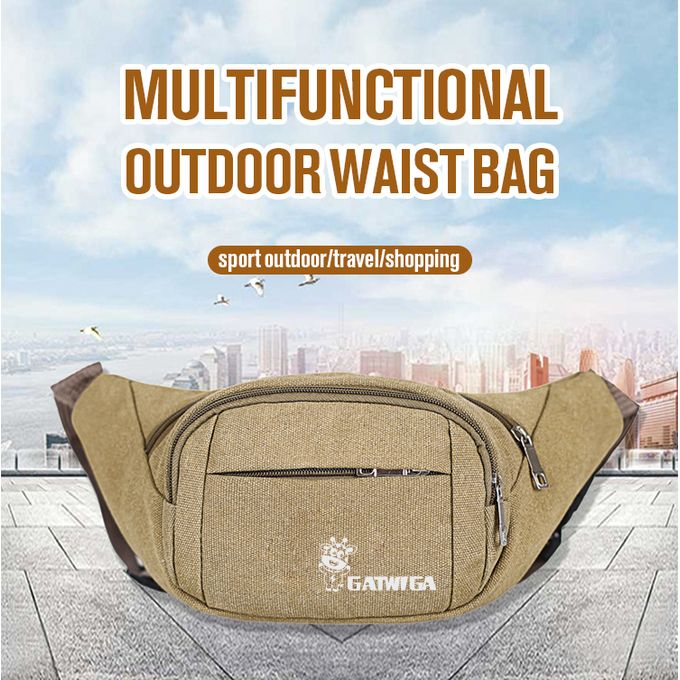 MULTIFUNCTIONAL
OUTDOOR WAIST BAG
sport outdoor/travel/shopping
GATWIGA